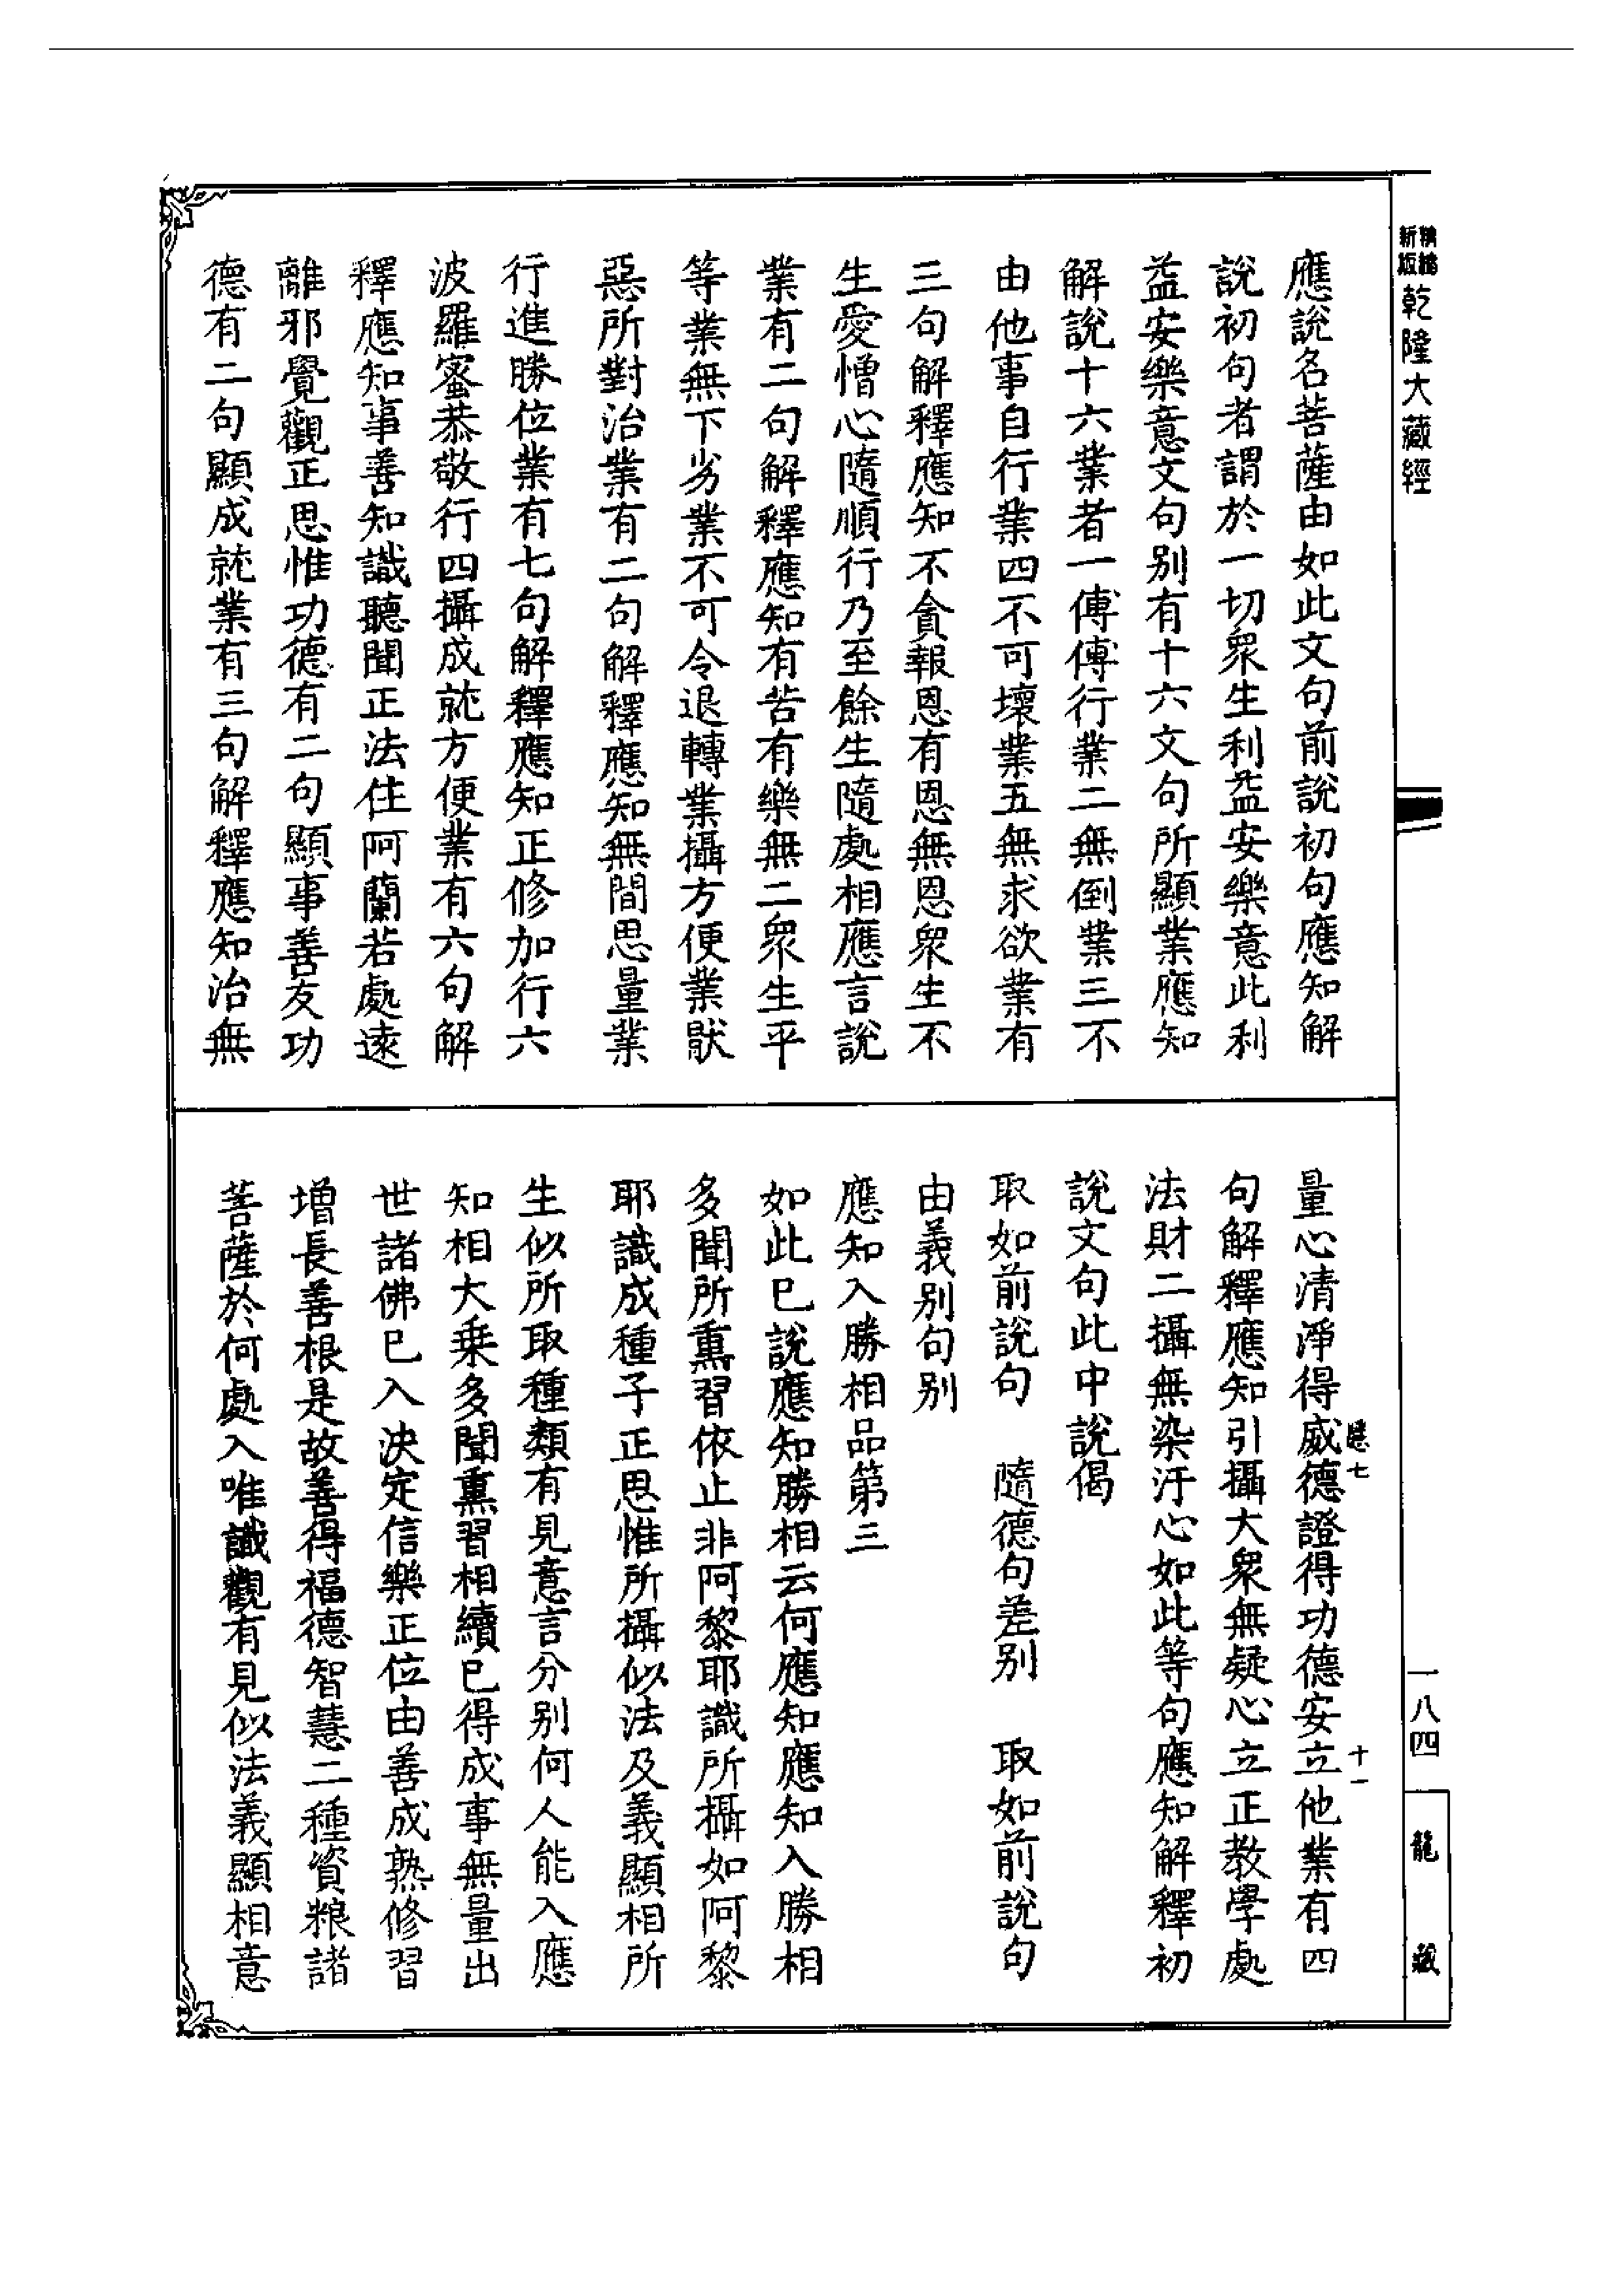 精編
新版
乾隆大藏經
應說名菩薩由如此文句前說初句應知解
說初句者謂於一切眾生利益安樂意此利
益安樂意文句別有十六文句所顯業應知
解說十六業者一傳傳行業二無倒業三不
由他事自行業四不可壞業五無求欲業有
三句解釋應知不貪報恩有恩無恩眾生不
生愛憎心隨順行乃至餘生隨處相應言說
業有二句解釋應知有苦有樂無二眾生平
等業無下劣業不可令退轉業攝方便業猒
惡所對治業有二句解釋應知無間思量業
行進勝位業有七句解釋應知正修加行六
波羅蜜恭敬行四攝成就方便業有六句解
釋應知事善知識聽聞正法住阿蘭若處遠
離邪覺觀正思惟功德有二句顯事善友功
德有二句顯成就業有三句解釋應知治無
量心清淨得威德證得功德安立他業有四
句解釋應知引攝大眾無疑心立正教學處
法財二攝無染汙心如此等句應知解釋初
說文句此中說偈
取如前說句 隨德句差別 取如前說句
由義別句別
應知入勝相品第三
如此已說應知勝相云何應知應知入勝相
多聞所熏習依止非阿黎耶識所攝如阿黎
耶識成種子正思惟所攝似法及義顯相所
生似所取種類有見意言分別何人能入應
知相大乘多聞熏習相續已得成事無量出
世諸佛已入決定信樂正位由善成熟修習
增長善根是故善得福德智慧二種資粮諸
菩薩於何處入唯識觀有見似法義顯相意
七
十一
一八四
龍藏